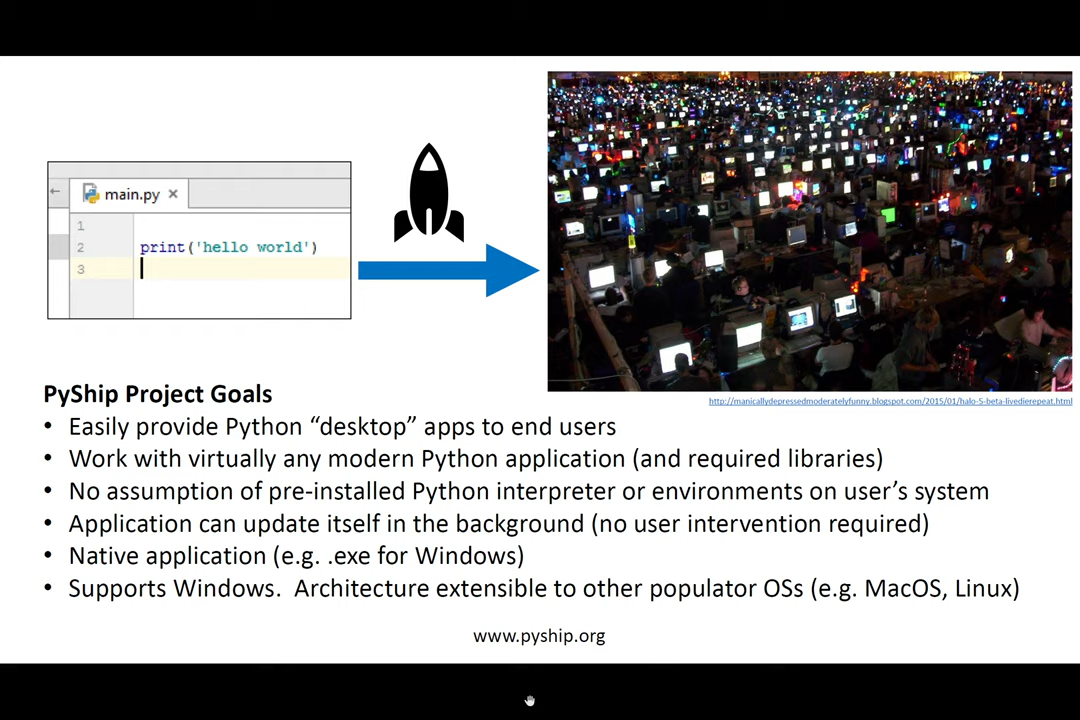 main.py ×
1
2 print('hello world')
3
http://manicallydepressedmoderatelyfunny.blogspot.com/2015/01/halo-5-beta-livedierepeat.html
PyShip Project Goals
• Easily provide Python “desktop” apps to end users
• Work with virtually any modern Python application (and required libraries)
• No assumption of pre-installed Python interpreter or environments on user’s system
• Application can update itself in the background (no user intervention required)
• Native application (e.g. .exe for Windows)
• Supports Windows.  Architecture extensible to other populator OSs (e.g. MacOS, Linux)
www.pyship.org